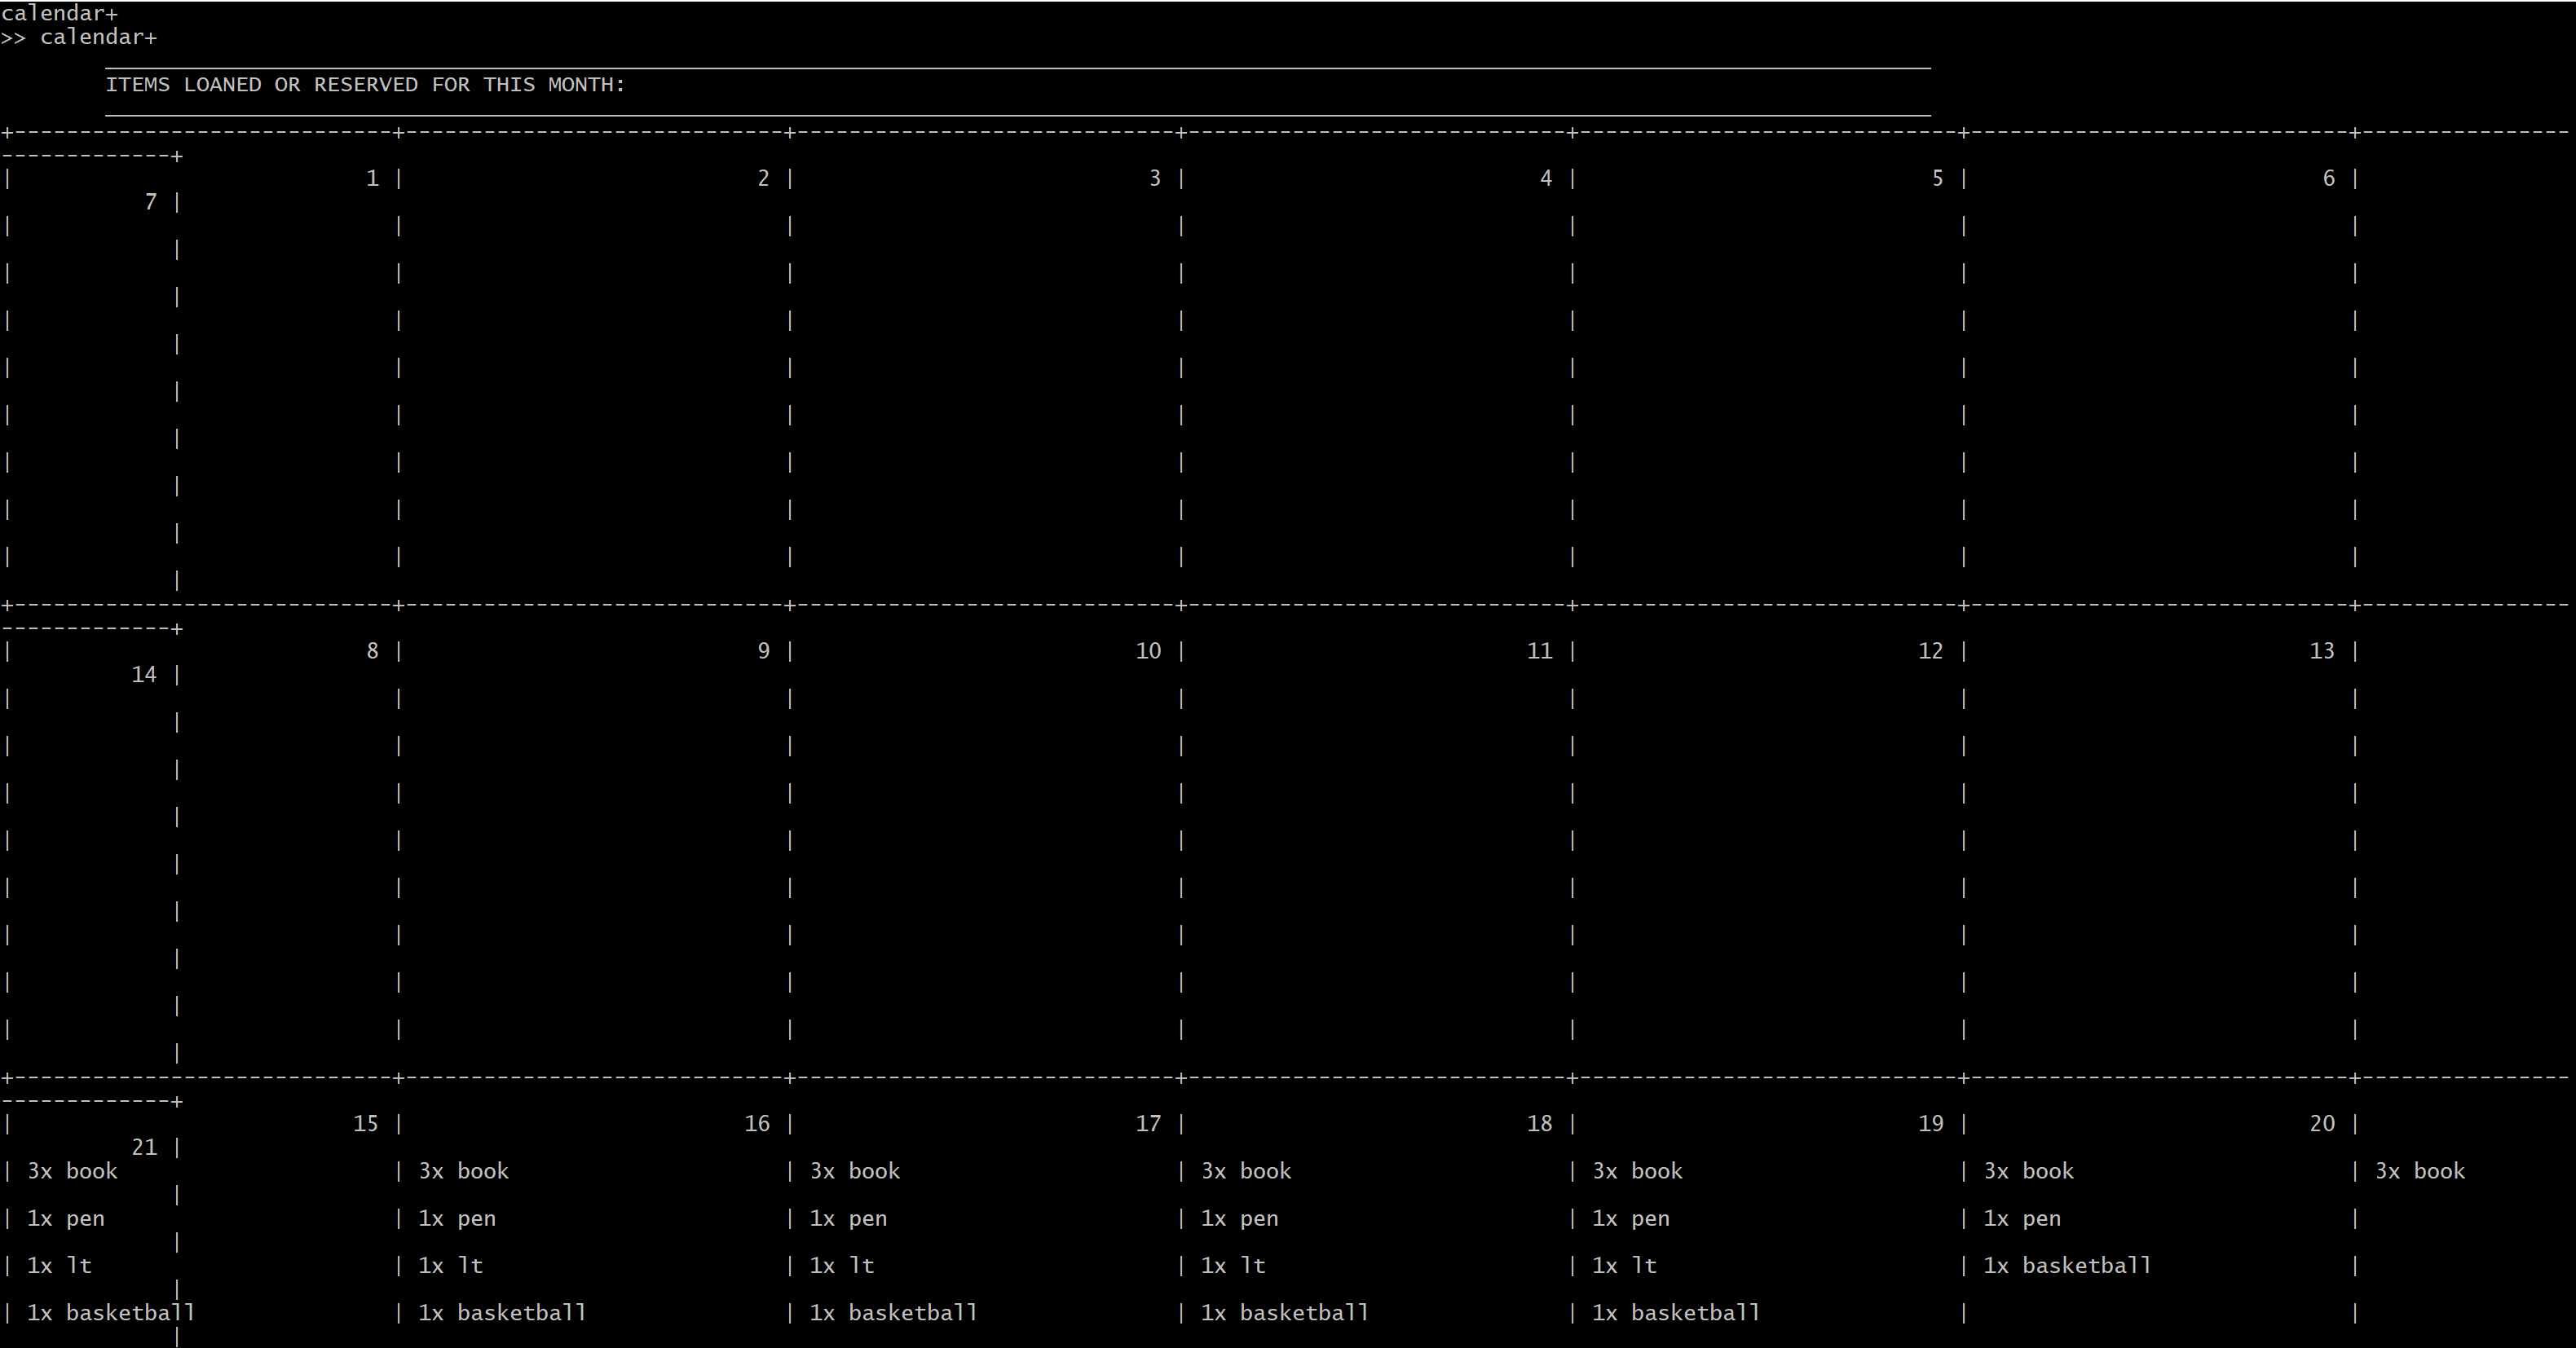 calendar+
>> calendar+
ITEMS LOANED OR RESERVED FOR THIS MONTH:
+-----------------------------+-----------------------------+-----------------------------+-----------------------------+-----------------------------+-----------------------------+----------------
-------------+
| 1 | 2 | 3 | 4 | 5 | 6 |
7 |
| | | | | | |
|
| | | | | | |
|
| | | | | | |
|
| | | | | | |
|
| | | | | | |
|
| | | | | | |
|
| | | | | | |
|
| | | | | | |
|
+-----------------------------+-----------------------------+-----------------------------+-----------------------------+-----------------------------+-----------------------------+----------------
-------------+
| 8 | 9 | 10 | 11 | 12 | 13 |
14 |
| | | | | | |
|
| | | | | | |
|
| | | | | | |
|
| | | | | | |
|
| | | | | | |
|
| | | | | | |
|
| | | | | | |
|
| | | | | | |
|
+-----------------------------+-----------------------------+-----------------------------+-----------------------------+-----------------------------+-----------------------------+----------------
-------------+
| 15 | 16 | 17 | 18 | 19 | 20 |
21 |
| 3x book | 3x book | 3x book | 3x book | 3x book | 3x book | 3x book
|
| 1x pen | 1x pen | 1x pen | 1x pen | 1x pen | 1x pen |
|
| 1x lt | 1x lt | 1x lt | 1x lt | 1x lt | 1x basketball |
|
| 1x basketball | 1x basketball | 1x basketball | 1x basketball | 1x basketball | |
|